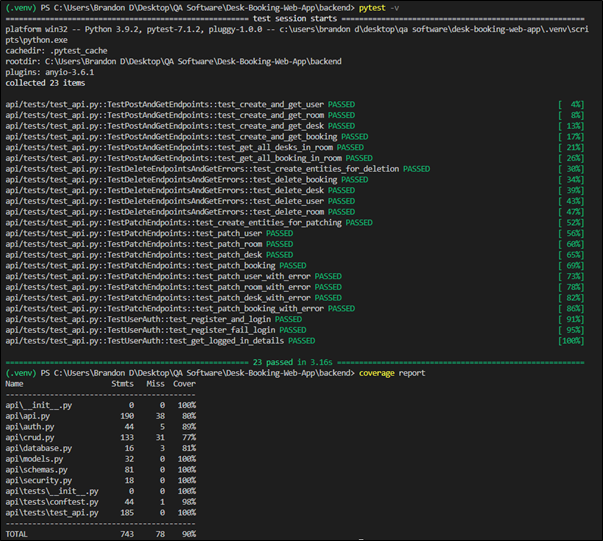 (.venv) PS C:\Users\Brandon D\Desktop\QA Software\Desk-Booking-Web-App\backend> pytest -v
================================================= test session starts =================================================
platform win32 -- Python 3.9.2, pytest-7.1.2, pluggy-1.0.0 -- c:\users\brandon d\desktop\qa software\desk-booking-web-app\.venv\scri
pts\python.exe
cachedir: .pytest_cache
rootdir: C:\Users\Brandon D\Desktop\QA Software\Desk-Booking-Web-App\backend
plugins: anyio-3.6.1
collected 23 items
api/tests/test_api.py::TestPostAndGetEndpoints::test_create_and_get_user PASSED [ 4%]
api/tests/test_api.py::TestPostAndGetEndpoints::test_create_and_get_room PASSED [ 8%]
api/tests/test_api.py::TestPostAndGetEndpoints::test_create_and_get_desk PASSED [ 13%]
api/tests/test_api.py::TestPostAndGetEndpoints::test_create_and_get_booking PASSED [ 17%]
api/tests/test_api.py::TestPostAndGetEndpoints::test_get_all_desks_in_room PASSED [ 21%]
api/tests/test_api.py::TestPostAndGetEndpoints::test_get_all_booking_in_room PASSED [ 26%]
api/tests/test_api.py::TestDeleteEndpointsAndGetErrors::test_create_entities_for_deletion PASSED [ 30%]
api/tests/test_api.py::TestDeleteEndpointsAndGetErrors::test_delete_booking PASSED [ 34%]
api/tests/test_api.py::TestDeleteEndpointsAndGetErrors::test_delete_desk PASSED [ 39%]
api/tests/test_api.py::TestDeleteEndpointsAndGetErrors::test_delete_user PASSED [ 43%]
api/tests/test_api.py::TestDeleteEndpointsAndGetErrors::test_delete_room PASSED [ 47%]
api/tests/test_api.py::TestPatchEndpoints::test_create_entities_for_patching PASSED [ 52%]
api/tests/test_api.py::TestPatchEndpoints::test_patch_user PASSED [ 56%]
api/tests/test_api.py::TestPatchEndpoints::test_patch_room PASSED [ 60%]
api/tests/test_api.py::TestPatchEndpoints::test_patch_desk PASSED [ 65%]
api/tests/test_api.py::TestPatchEndpoints::test_patch_booking PASSED [ 69%]
api/tests/test_api.py::TestPatchEndpoints::test_patch_user_with_error PASSED [ 73%]
api/tests/test_api.py::TestPatchEndpoints::test_patch_room_with_error PASSED [ 78%]
api/tests/test_api.py::TestPatchEndpoints::test_patch_desk_with_error PASSED [ 82%]
api/tests/test_api.py::TestPatchEndpoints::test_patch_booking_with_error PASSED [ 86%]
api/tests/test_api.py::TestUserAuth::test_register_and_login PASSED [ 91%]
api/tests/test_api.py::TestUserAuth::test_register_fail_login PASSED [ 95%]
api/tests/test_api.py::TestUserAuth::test_get_logged_in_details PASSED [100%]
================================================= 23 passed in 3.16s ==================================================
(.venv) PS C:\Users\Brandon D\Desktop\QA Software\Desk-Booking-Web-App\backend> coverage report
Name Stmts Miss Cover
-------------------------------------------
api\__init__.py 0 0 100%
api\api.py 190 38 80%
api\auth.py 44 5 89%
api\crud.py 133 31 77%
api\database.py 16 3 81%
api\models.py 32 0 100%
api\schemas.py 81 0 100%
api\security.py 18 0 100%
api\tests\__init__.py 0 0 100%
api\tests\conftest.py 44 1 98%
api\tests\test_api.py 185 0 100%
-------------------------------------------
TOTAL 743 78 90%